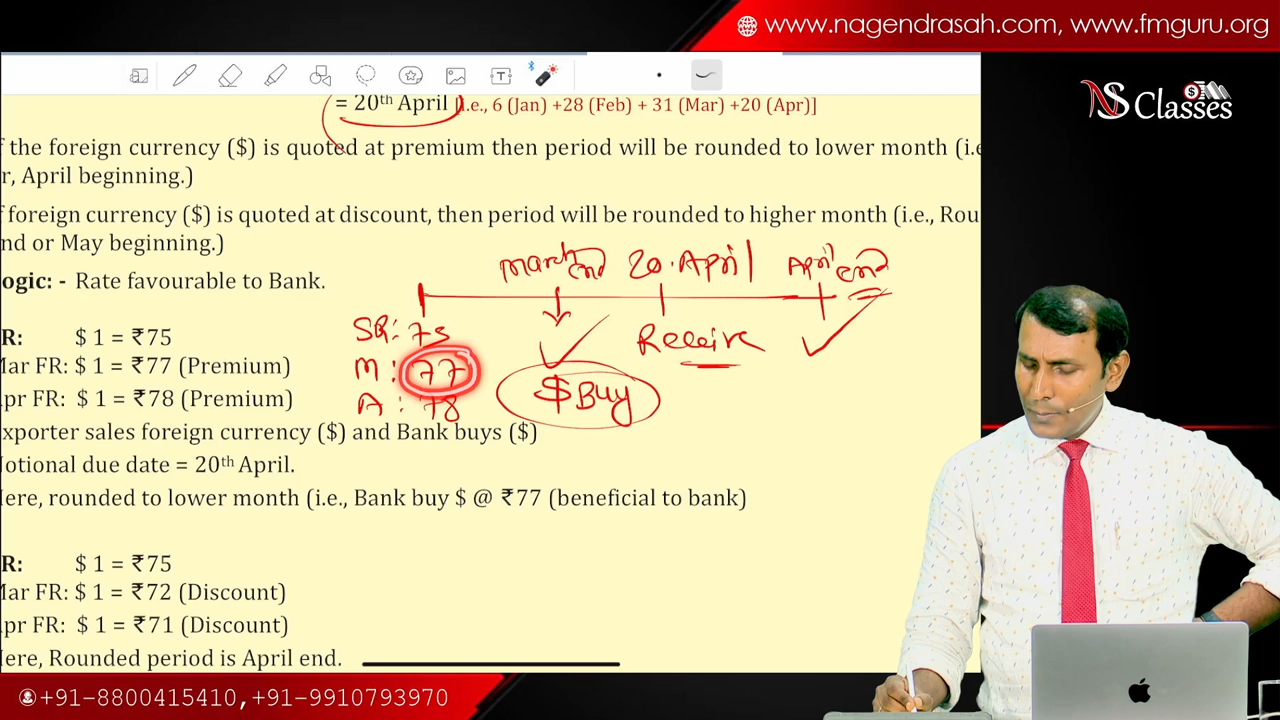 www.nagendrasah.com, www.fmguru.org
NS Classes
= 20th April [i.e., 6 (Jan) +28 (Feb) + 31 (Mar) +20 (Apr)]
f the foreign currency ($) is quoted at premium then period will be rounded to lower month (i.e
r, April beginning.)
f foreign currency ($) is quoted at discount, then period will be rounded to higher month (i.e., Rou
nd or May beginning.)
March end 20 April April end
ogic: - Rate favourable to Bank.
R: $ 1 = ₹75
SR: 75
Receive
ar FR: $ 1 = ₹77 (Premium)
M: 77
pr FR: $ 1 = ₹78 (Premium)
A: 78
$ Buy
xporter sales foreign currency ($) and Bank buys ($)
otional due date = 20th April.
ere, rounded to lower month (i.e., Bank buy $ @ ₹77 (beneficial to bank)
R: $ 1 = ₹75
ar FR: $ 1 = ₹72 (Discount)
pr FR: $ 1 = ₹71 (Discount)
ere, Rounded period is April end.
+91-8800415410,+91-9910793970